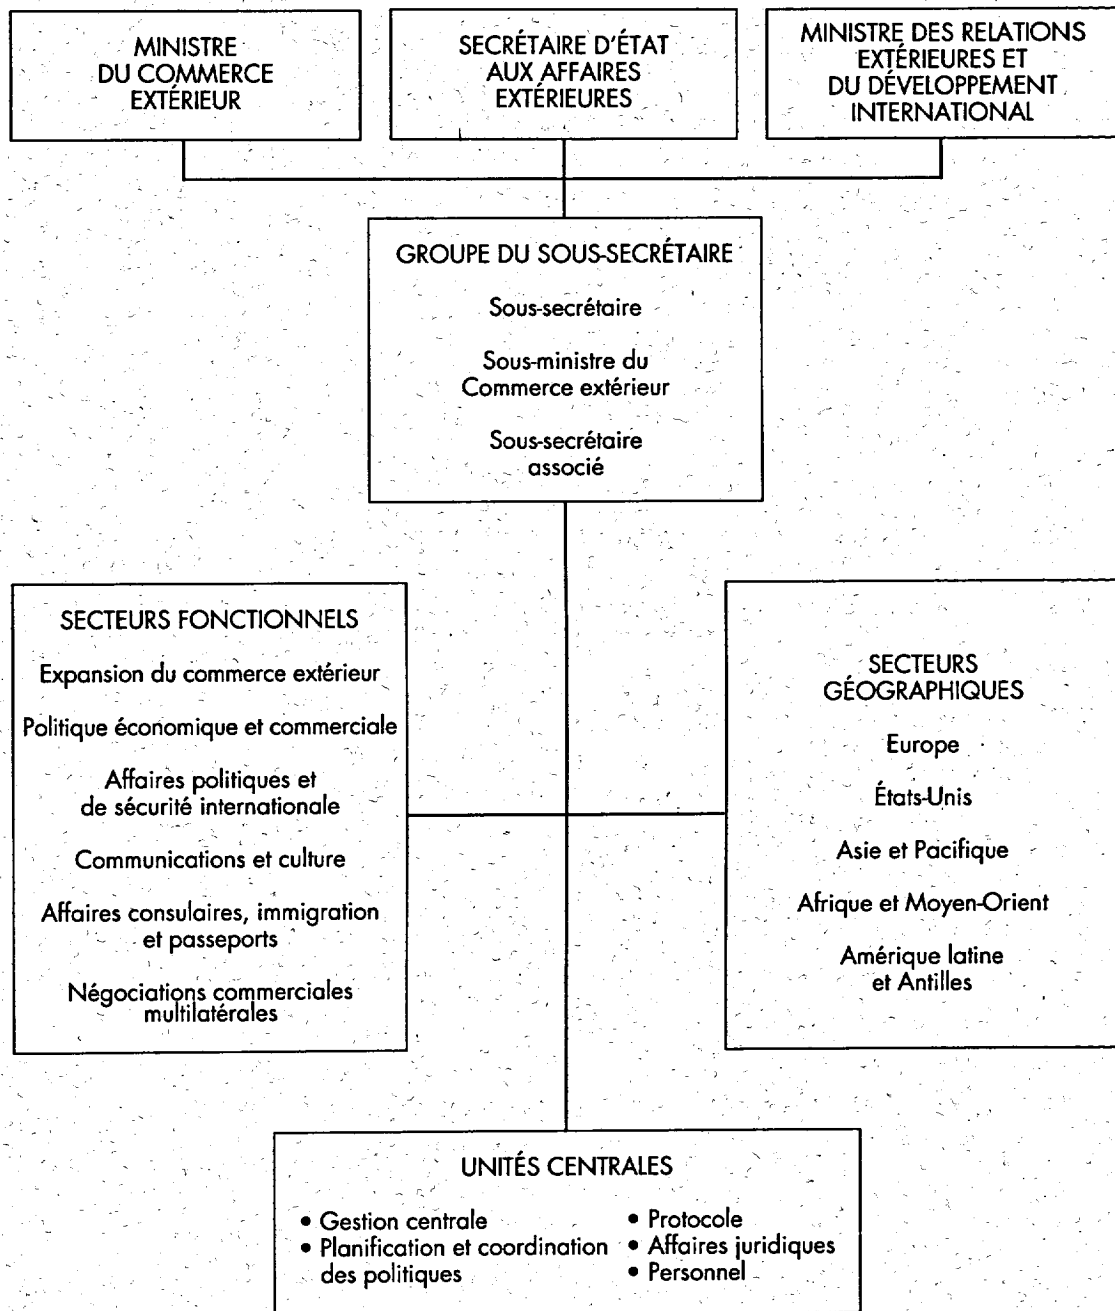 MINISTRE
DU COMMERCE
EXTÉRIEUR
SECRÉTAIRE D'ÉTAT
AUX AFFAIRES
EXTÉRIEURES
MINISTRE DES RELATIONS
EXTÉRIEURES ET
DU DÉVELOPPEMENT
INTERNATIONAL
GROUPE DU SOUS-SECRÉTAIRE
Sous-secrétaire
Sous-ministre du
Commerce extérieur
Sous-secrétaire
associé
SECTEURS FONCTIONNELS
Expansion du commerce extérieur
Politique économique et commerciale
Affaires politiques et
de sécurité internationale
Communications et culture
Affaires consulaires, immigration
et passeports
Négociations commerciales
multilatérales
SECTEURS
GÉOGRAPHIQUES
Europe
États-Unis
Asie et Pacifique
Afrique et Moyen-Orient
Amérique latine
et Antilles
UNITÉS CENTRALES
• Gestion centrale
• Planification et coordination
des politiques
• Protocole
• Affaires juridiques
• Personnel